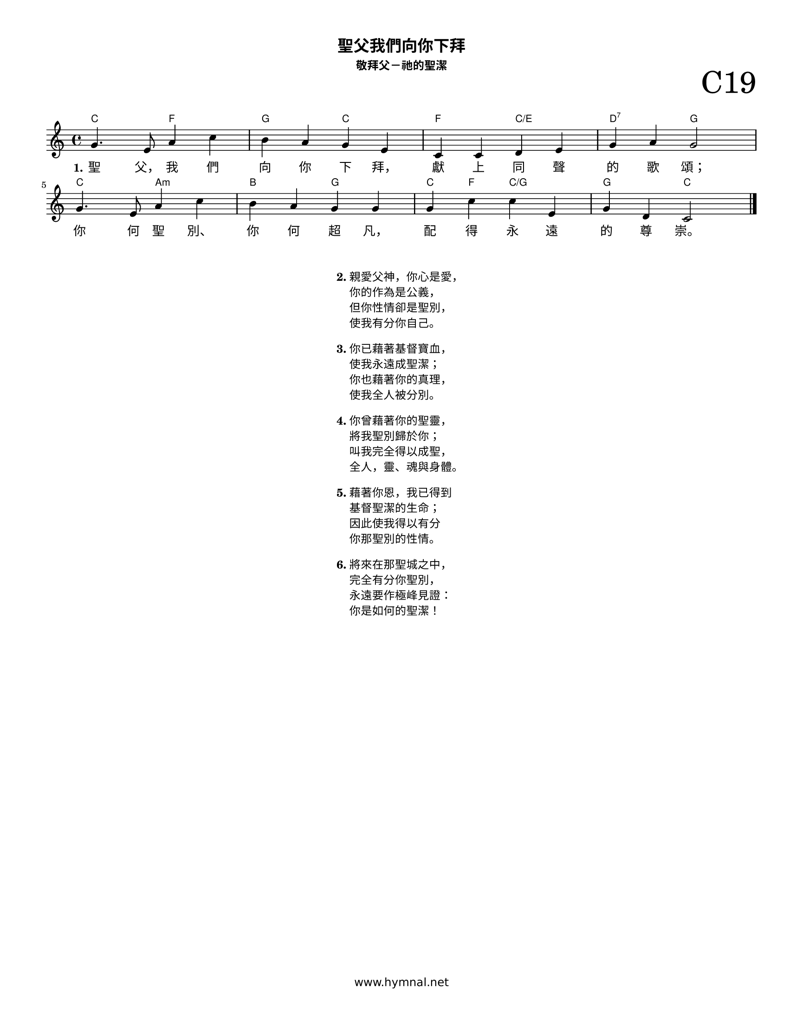 聖父我們向你下拜
敬拜父－祂的聖潔
C19
C F G C F C/E D7 G
1. 聖 父， 我 們 向 你 下 拜， 獻 上 同 聲 的 歌 頌；
5
C Am B G C F C/G G C
你 何 聖 別、 你 何 超 凡， 配 得 永 遠 的 尊 崇。
2. 親愛父神，你心是愛，
你的作為是公義，
但你性情卻是聖別，
使我有分你自己。
3. 你已藉著基督寶血，
使我永遠成聖潔；
你也藉著你的真理，
使我全人被分別。
4. 你曾藉著你的聖靈，
將我聖別歸於你；
叫我完全得以成聖，
全人，靈、魂與身體。
5. 藉著你恩，我已得到
基督聖潔的生命；
因此使我得以有分
你那聖別的性情。
6. 將來在那聖城之中，
完全有分你聖別，
永遠要作極峰見證：
你是如何的聖潔！
www.hymnal.net